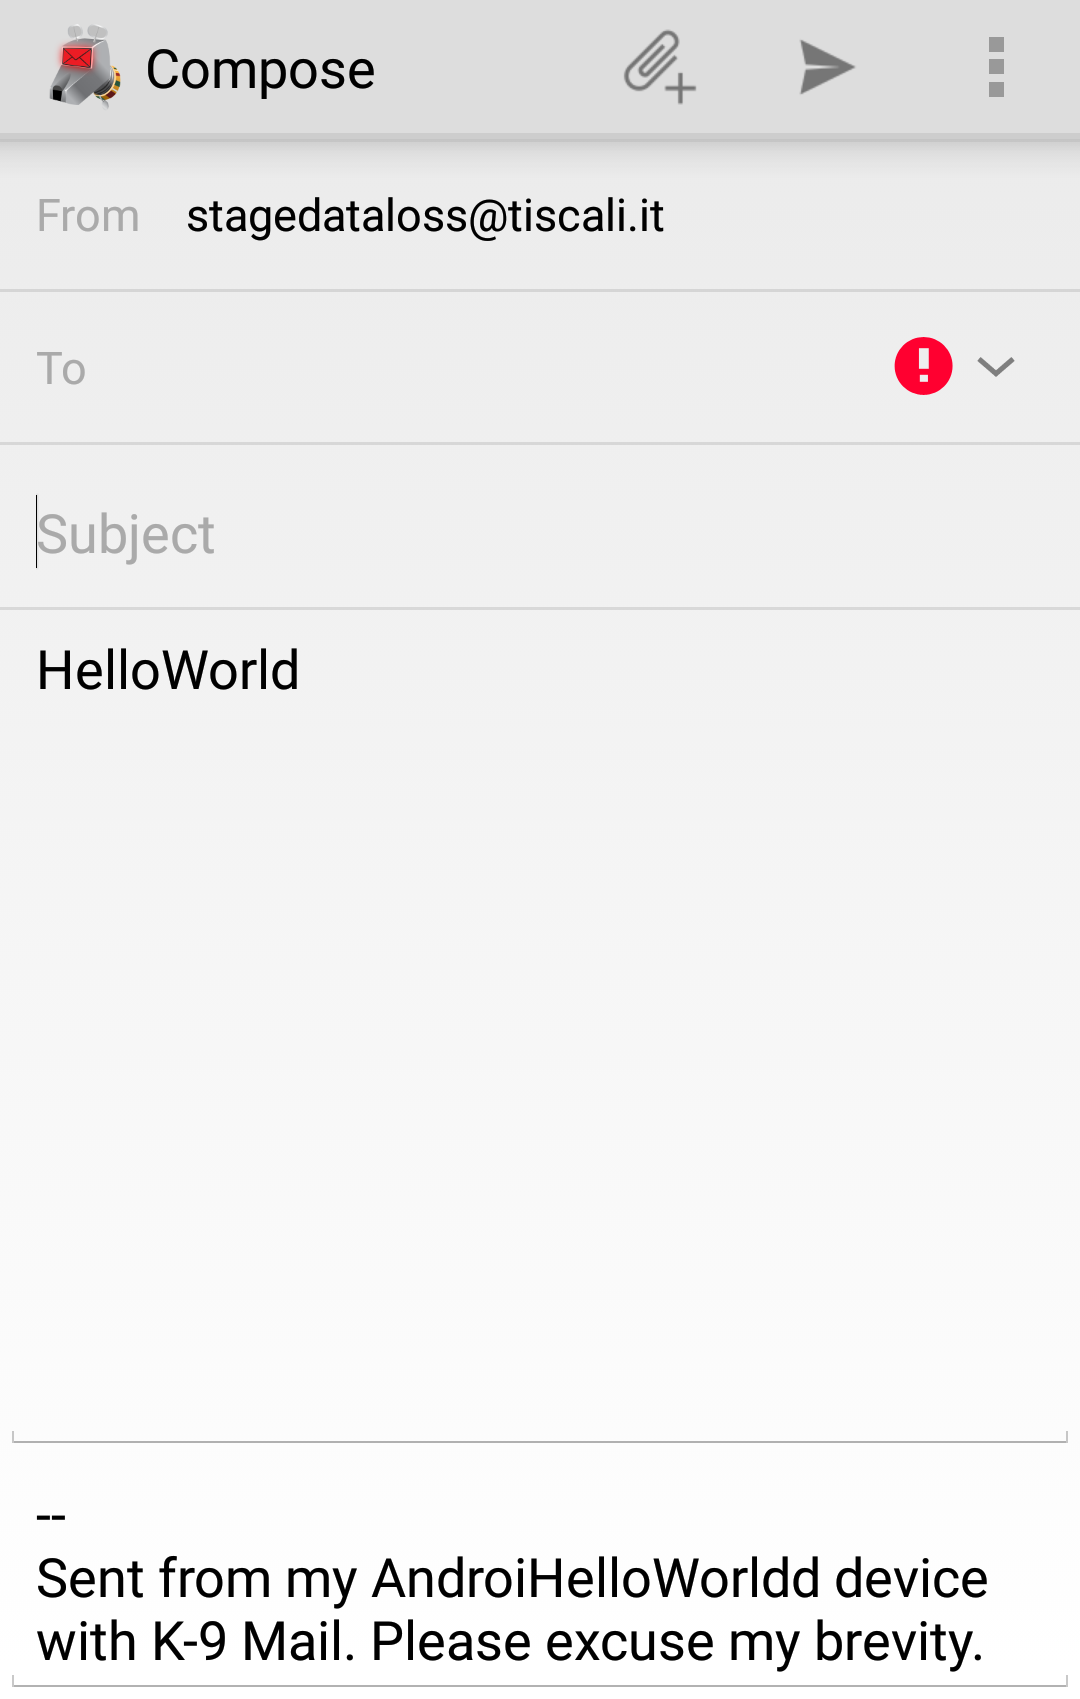 Compose
From stagedataloss@tiscali.it
To
Subject
HelloWorld
--
Sent from my AndroiHelloWorldd device
with K-9 Mail. Please excuse my brevity.